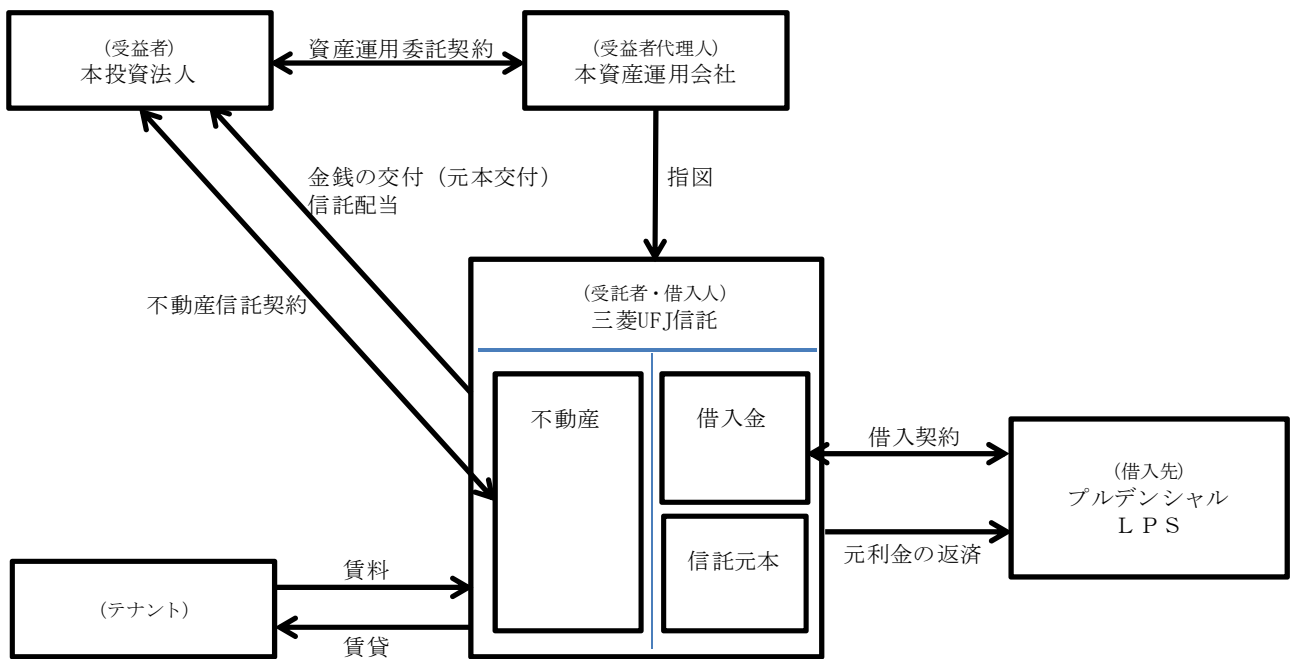 (受益者)
本投資法人
資産運用委託契約
(受益者代理人)
本資産運用会社
金銭の交付（元本交付）
信託配当
指図
不動産信託契約
(受託者・借入人)
三菱UFJ信託
不動産
借入金
借入契約
(借入先)
プルデンシャル
ＬＰＳ
信託元本
元利金の返済
賃料
(テナント)
賃貸